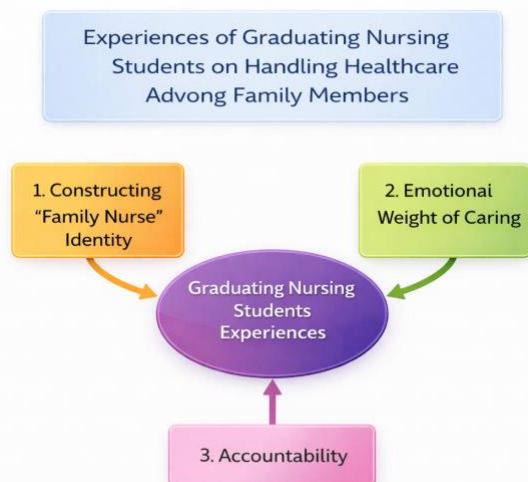 Experiences of Graduating Nursing
Students on Handling Healthcare
Advong Family Members
1. Constructing
"Family Nurse"
Identity
2. Emotional
Weight of Caring
Graduating Nursing
Students
Experiences
3. Accountability